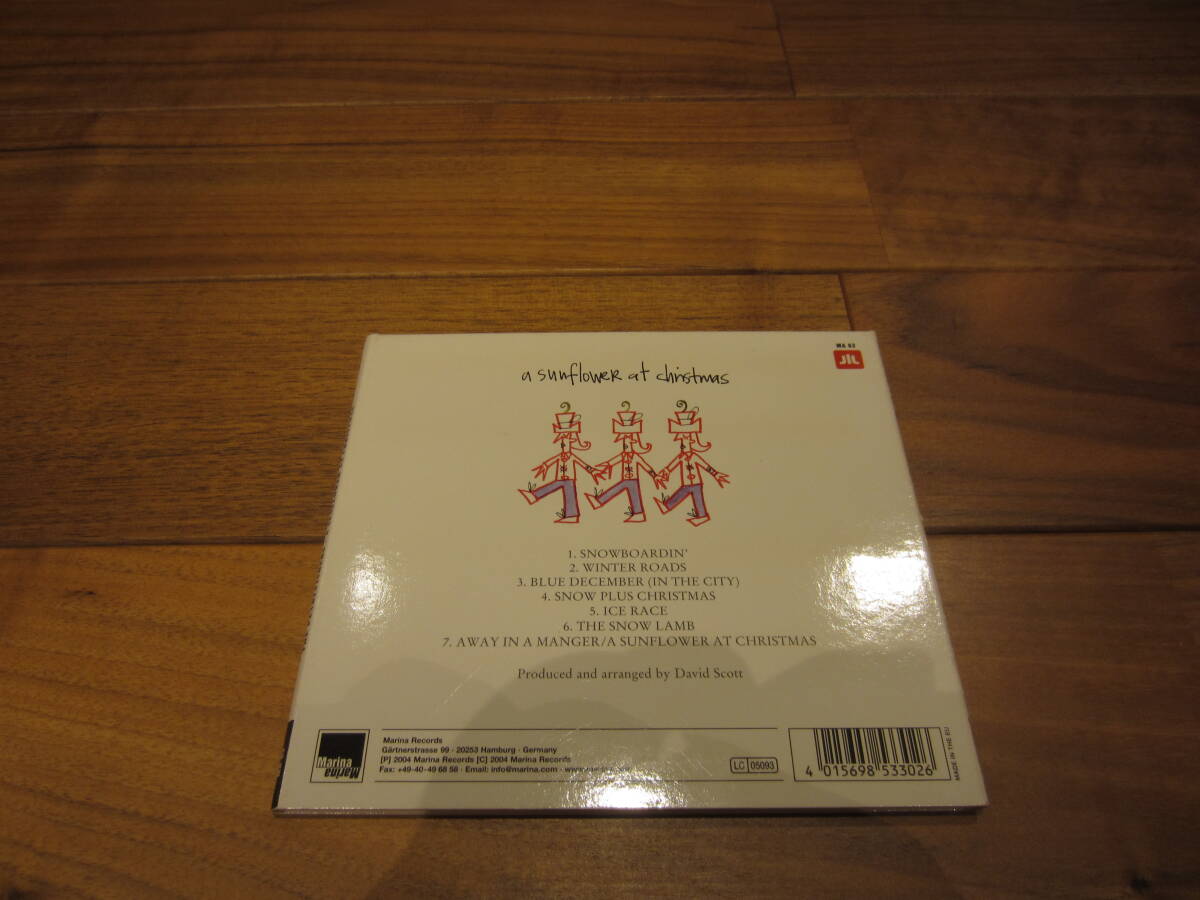 MA 62
a sunflower at christmas
1. SNOWBOARDIN'
2. WINTER ROADS
3. BLUE DECEMBER (IN THE CITY)
4. SNOW PLUS CHRISTMAS
5. ICE RACE
6. THE SNOW LAMB
7. AWAY IN A MANGER/A SUNFLOWER AT CHRISTMAS
Produced and arranged by David Scott
Marina
Marina
Marina Records
Gärtnerstrasse 99 · 20253 Hamburg · Germany
[P] 2004 Marina Records [C] 2004 Marina Records
Fax: +49-40-49 68 58 · Email: info@marina.com ·
LC 05093
4 015698 533026
MADE IN THE EU